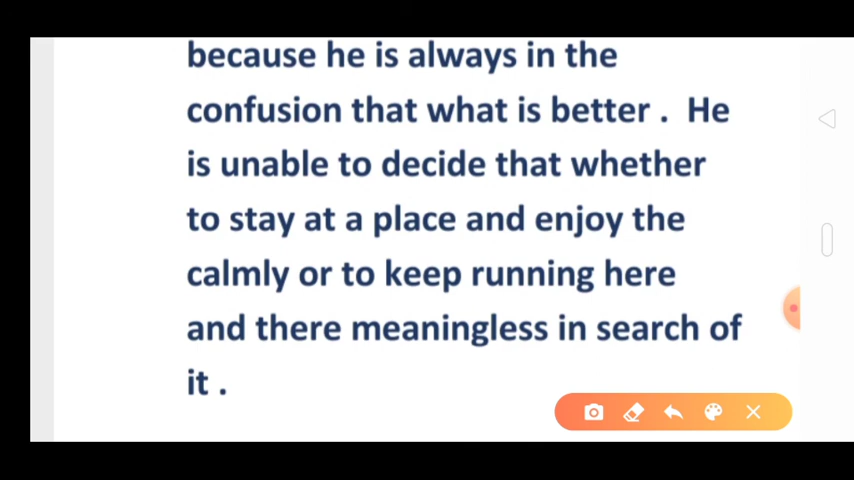 because he is always in the
confusion that what is better .  He
is unable to decide that whether
to stay at a place and enjoy the
calmly or to keep running here
and there meaningless in search of
it .